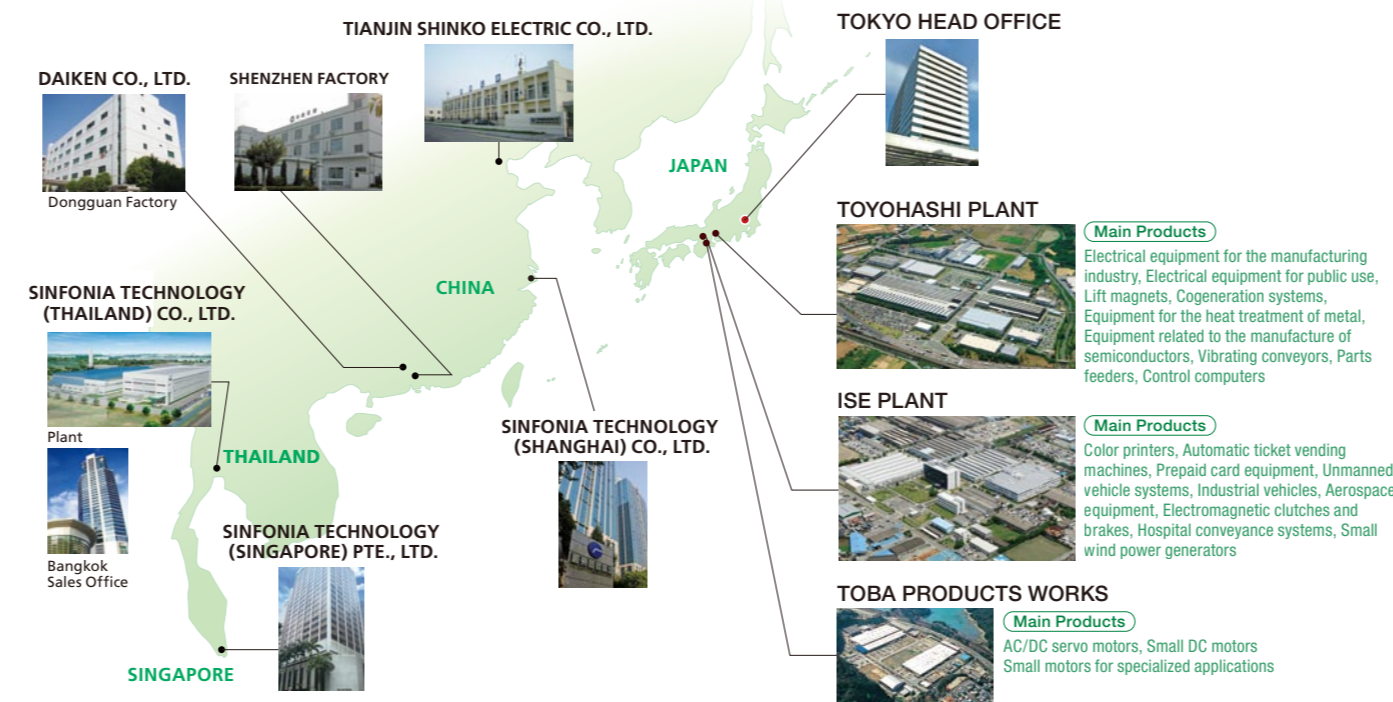 TIANJIN SHINKO ELECTRIC CO., LTD.
DAIKEN CO., LTD.
Dongguan Factory
SHENZHEN FACTORY
SINFONIA TECHNOLOGY
(THAILAND) CO., LTD.
Plant
Bangkok
Sales Office
CHINA
JAPAN
THAILAND
SINGAPORE
SINFONIA TECHNOLOGY
(SINGAPORE) PTE., LTD.
SINFONIA TECHNOLOGY
(SHANGHAI) CO., LTD.
TOKYO HEAD OFFICE
TOYOHASHI PLANT
Main Products
Electrical equipment for the manufacturing
industry, Electrical equipment for public use,
Lift magnets, Cogeneration systems,
Equipment for the heat treatment of metal,
Equipment related to the manufacture of
semiconductors, Vibrating conveyors, Parts
feeders, Control computers
ISE PLANT
Main Products
Color printers, Automatic ticket vending
machines, Prepaid card equipment, Unmanned
vehicle systems, Industrial vehicles, Aerospace
equipment, Electromagnetic clutches and
brakes, Hospital conveyance systems, Small
wind power generators
TOBA PRODUCTS WORKS
Main Products
AC/DC servo motors, Small DC motors
Small motors for specialized applications